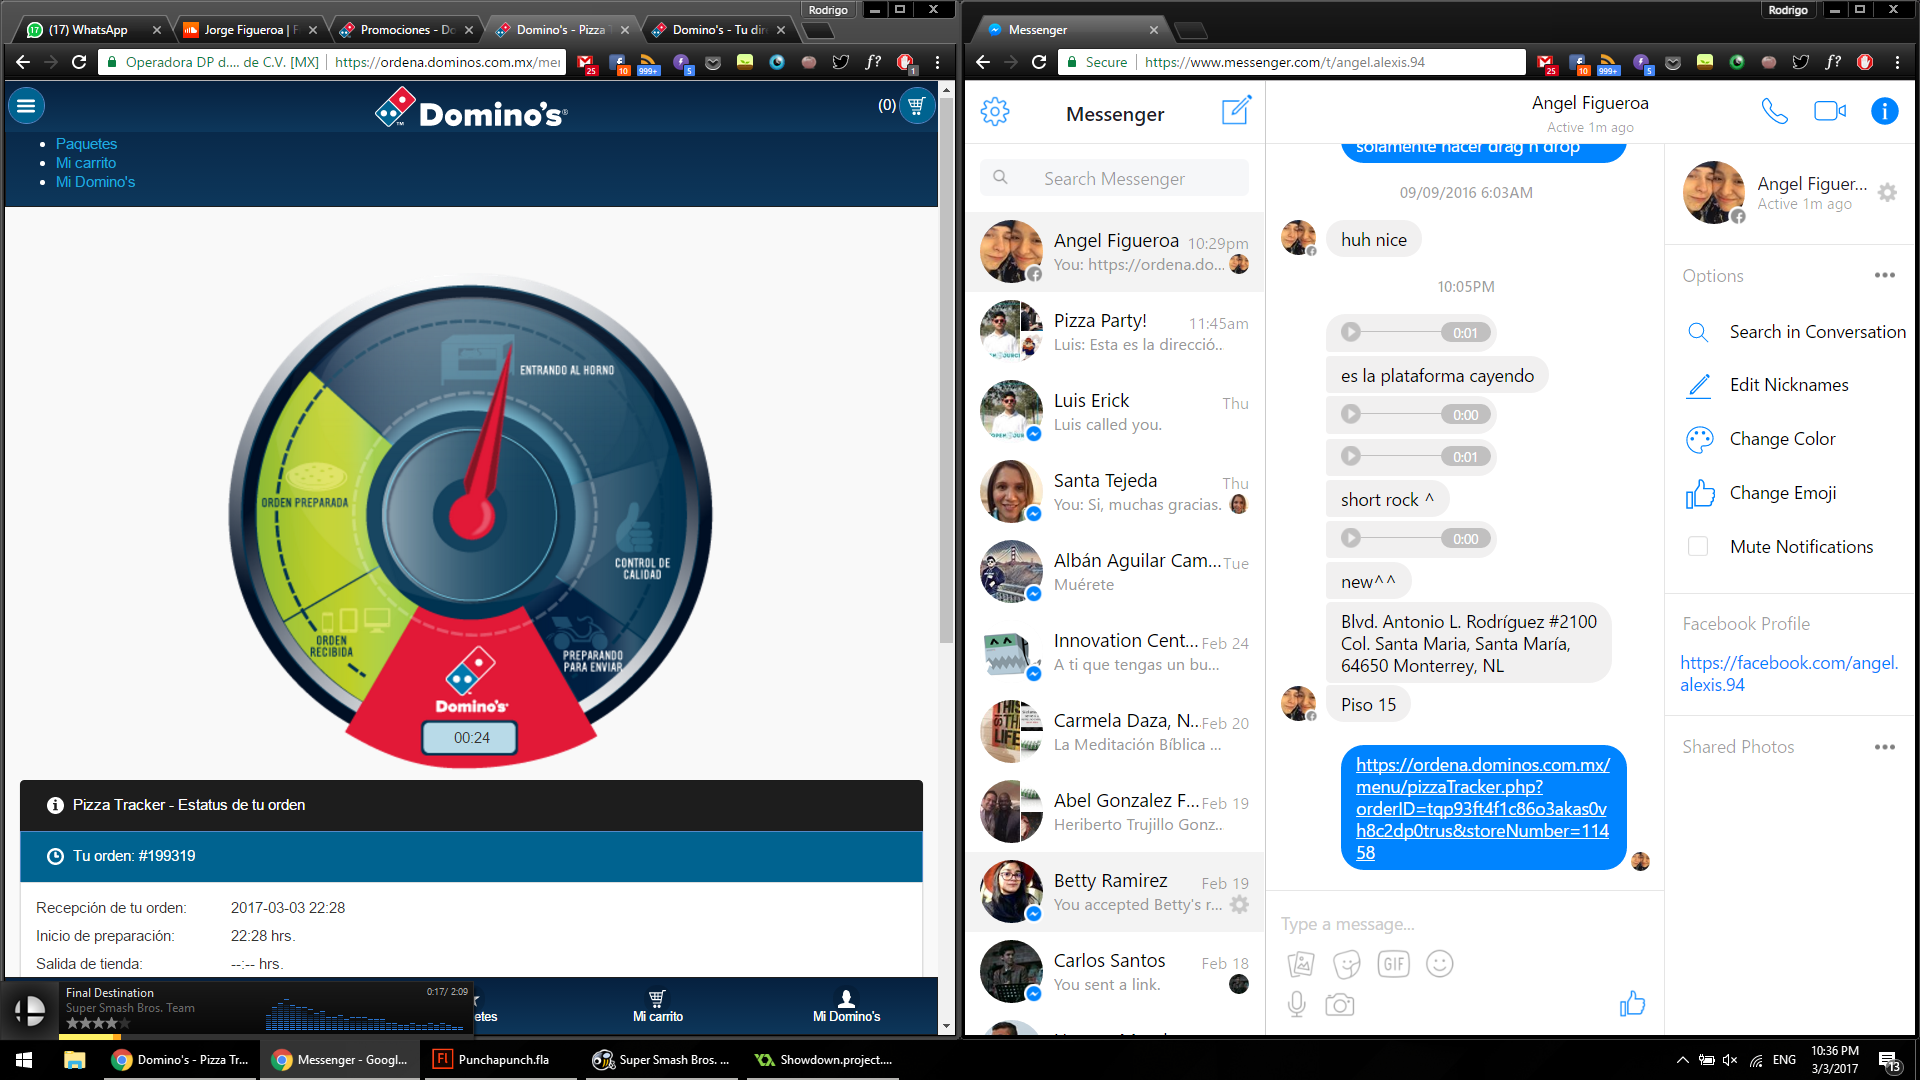 Rodrigo
(17) WhatsApp
Jorge Figueroa | F
Promociones - Do
Domino's - Pizza T
Domino's - Tu dire
Operadora DP d.... de C.V. [MX]
https://ordena.dominos.com.mx/me
25
10
999+
5
f?
1
Domino's
(0)
Paquetes
Mi carrito
Mi Domino's
ENTRANDO AL HORNO
ORDEN PREPARADA
CONTROL DE
CALIDAD
ORDEN
RECIBIDA
PREPARANDO
PARA ENVIAR
Domino's
00:24
Pizza Tracker - Estatus de tu orden
Tu orden: #199319
Recepción de tu orden: 2017-03-03 22:28
Inicio de preparación: 22:28 hrs.
Salida de tienda: --:-- hrs.
Final Destination
0:17/ 2:09
Super Smash Bros. Team
etes
Mi carrito
Mi Domino's
Rodrigo
Messenger
Secure
https://www.messenger.com/t/angel.alexis.94
25
10
999+
5
f?
Messenger
Search Messenger
Angel Figueroa 10:29pm
You: https://ordena.do...
Pizza Party! 11:45am
Luis: Esta es la direcció..
Luis Erick Thu
Luis called you.
Santa Tejeda Thu
You: Si, muchas gracias.
Albán Aguilar Cam... Tue
Muérete
Innovation Cent... Feb 24
A ti que tengas un bu...
Carmela Daza, N... Feb 20
La Meditación Bíblica ...
Abel Gonzalez F... Feb 19
Heriberto Trujillo Gonz..
Betty Ramirez Feb 19
You accepted Betty's r...
Carlos Santos Feb 18
You sent a link.
Angel Figueroa
Active 1m ago
solamente hacer drag n drop
09/09/2016 6:03AM
huh nice
10:05PM
0:01
es la plataforma cayendo
0:00
0:01
short rock ^
0:00
new^^
Blvd. Antonio L. Rodríguez #2100
Col. Santa Maria, Santa María,
64650 Monterrey, NL
Piso 15
https://ordena.dominos.com.mx/
menu/pizzaTracker.php?
orderID=tqp93ft4f1c86o3akas0v
h8c2dp0trus&storeNumber=114
58
Type a message...
GIF
Angel Figuer...
Active 1m ago
Options
Search in Conversation
Edit Nicknames
Change Color
Change Emoji
Mute Notifications
Facebook Profile
https://facebook.com/angel.
alexis.94
Shared Photos
Domino's - Pizza Tr...
Messenger - Googl...
Punchapunch.fla
Super Smash Bros. ...
Showdown.project....
ENG
10:36 PM
3/3/2017
13